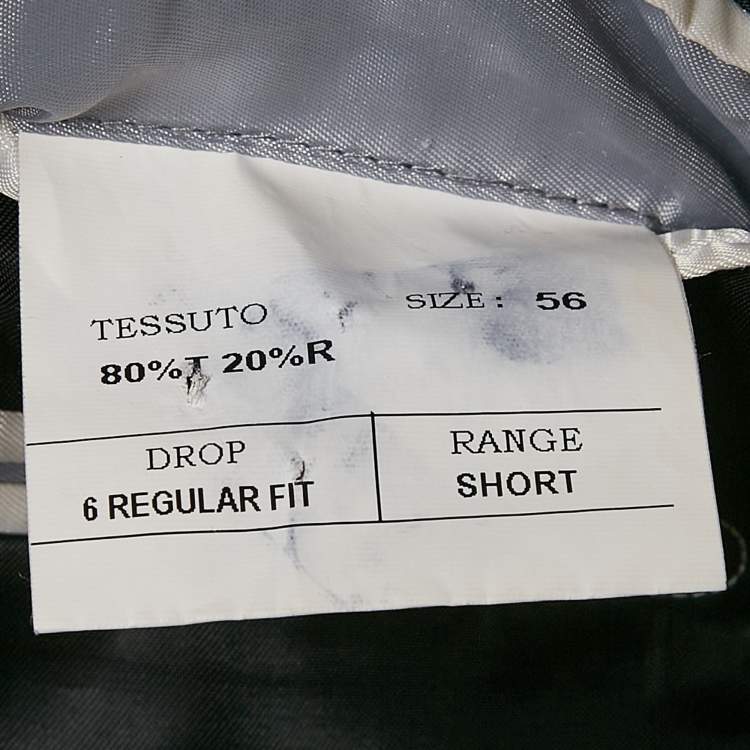 TESSUTO
80%T 20%R
SIZE: 56
DROP
6 REGULAR FIT
RANGE
SHORT